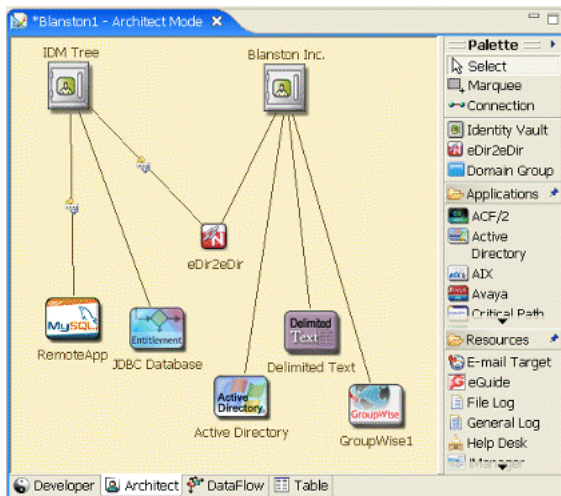 *Blanston1 - Architect Mode
IDM Tree
Blanston Inc.
eDir2eDir
MySQL
RemoteApp
Entitlement
JDBC Database
Delimited
Text
Delimited Text
Active
Directory
Active Directory
GroupWise
GroupWise1
Palette
Select
Marquee
Connection
Identity Vault
eDir2eDir
Domain Group
Applications
ACF/2
Active
Directory
AIX
Avaya
Critical Path
Resources
E-mail Target
eGuide
File Log
General Log
Help Desk
iManager
Developer
Architect
DataFlow
Table